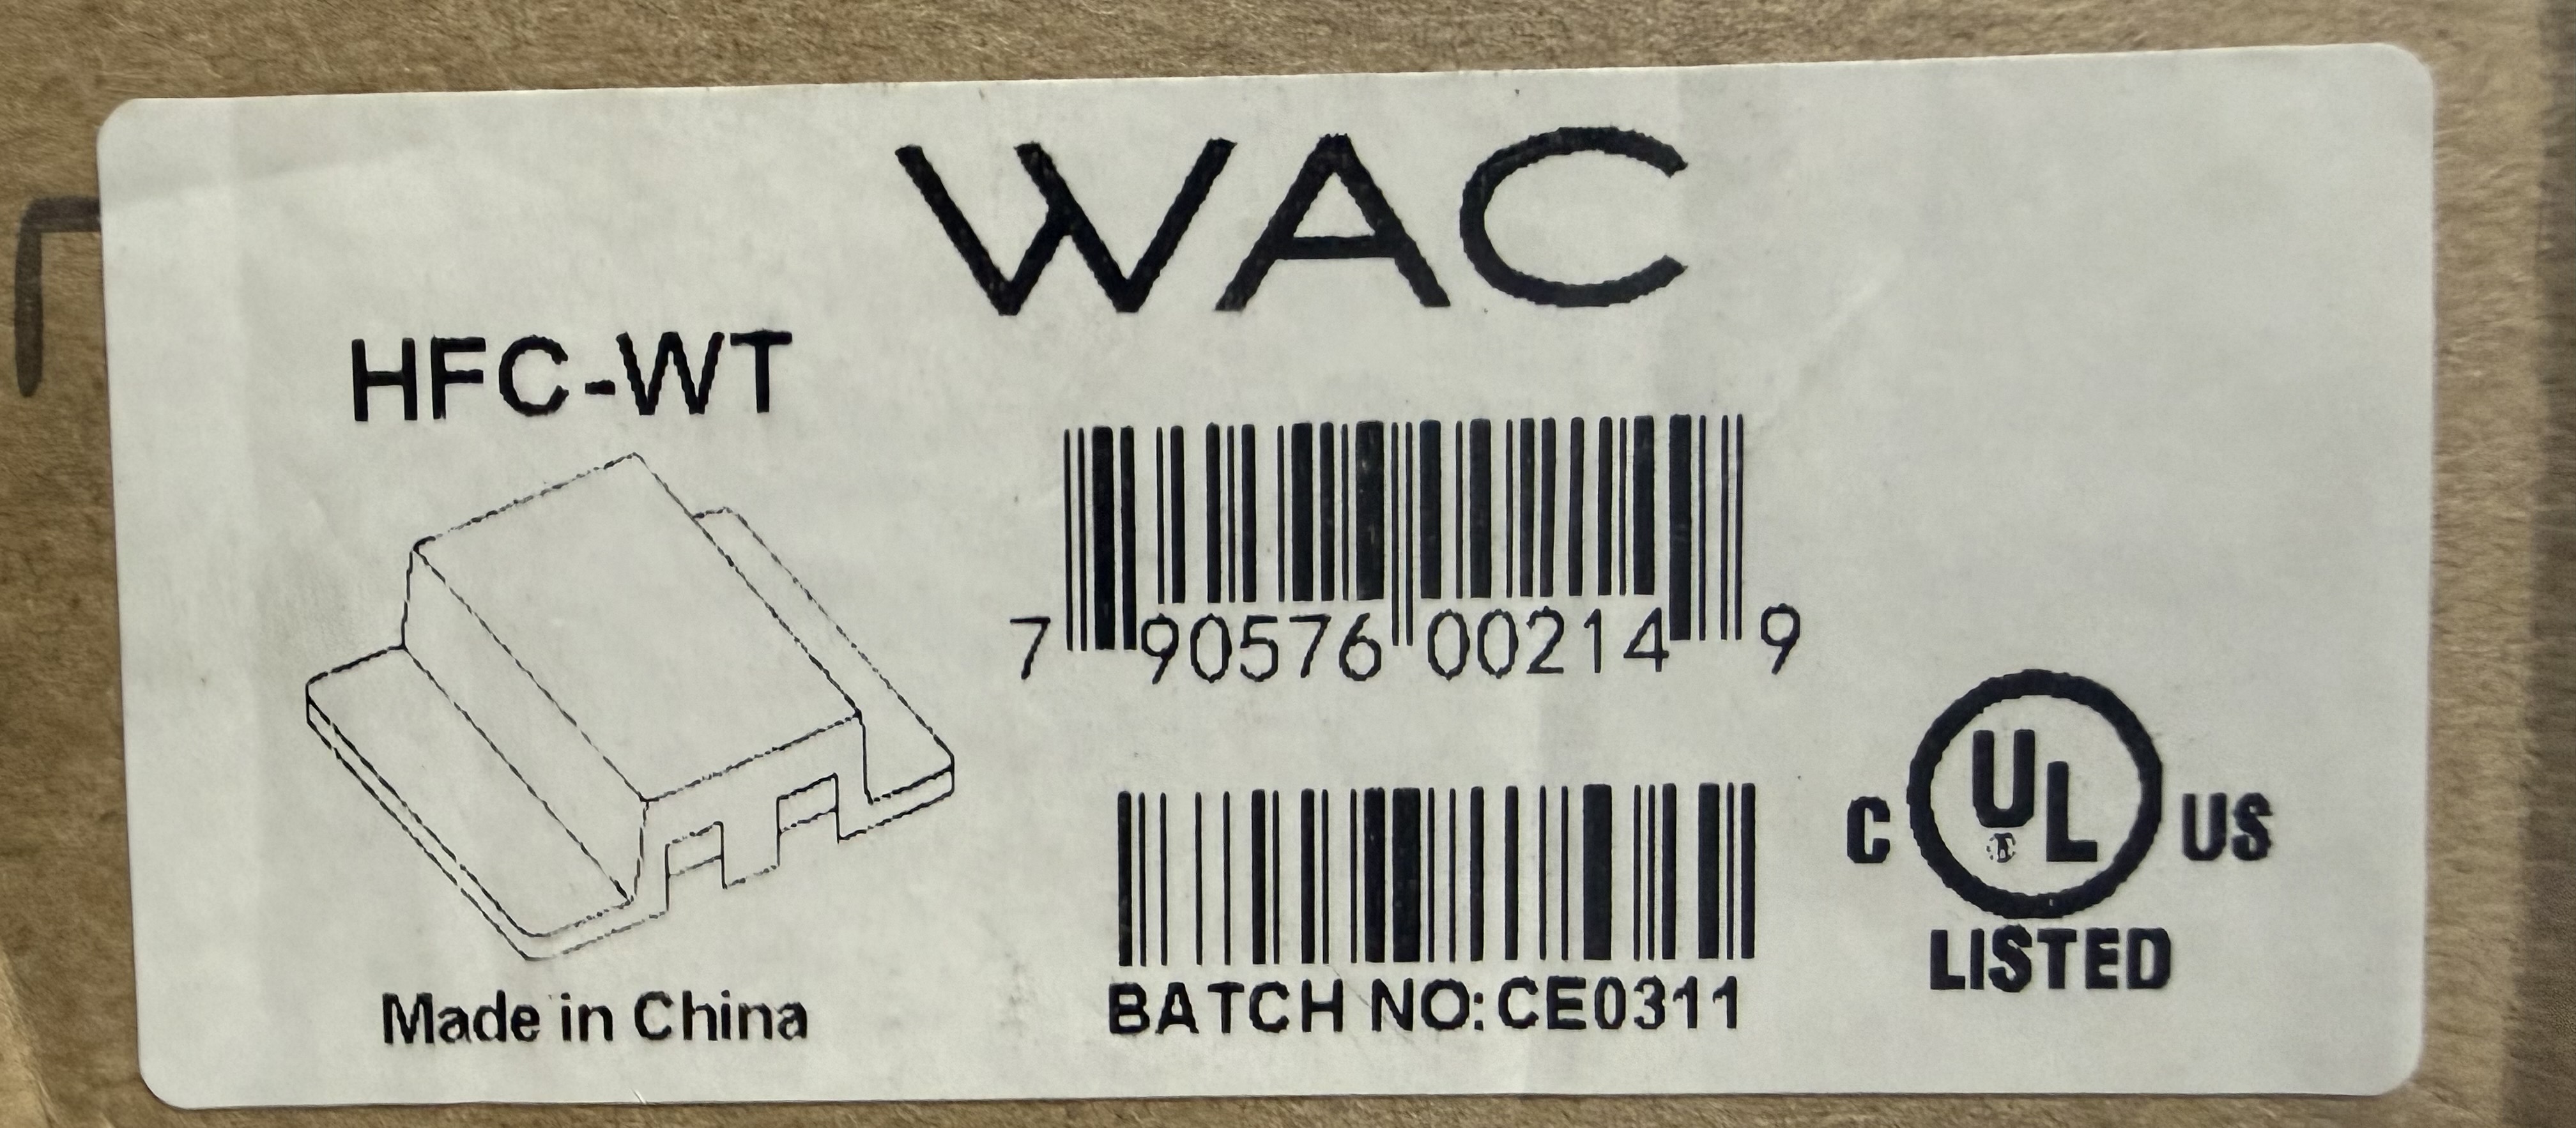 WAC
HFC-WT
7 90576 00214 9
C UL US
LISTED
Made in China
BATCH NO:CE0311